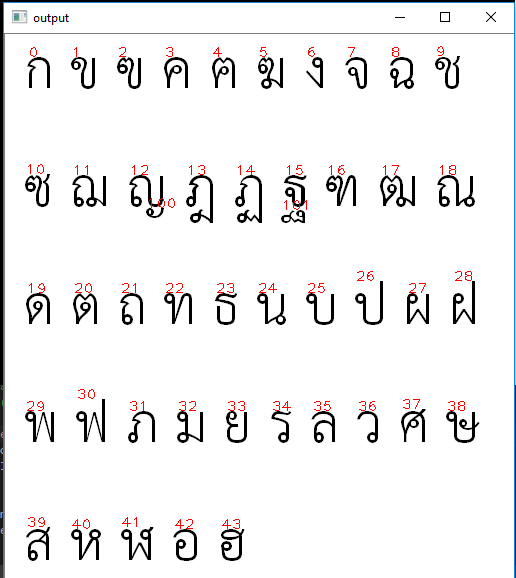 output
0 1 2 3 4 5 6 7 8 9
ก ข ฃ ค ฅ ฆ ง จ ฉ ช
10 11 12 13 14 15 16 17 18
ซ ฌ ญ ฎ ฏ ฐ ฑ ฒ ณ
100 101
19 20 21 22 23 24 25 26 27 28
ด ต ถ ท ธ น บ ป ผ ฝ
29 30 31 32 33 34 35 36 37 38
พ ฟ ภ ม ย ร ล ว ศ ษ
39 40 41 42 43
ส ห ฬ อ ฮ